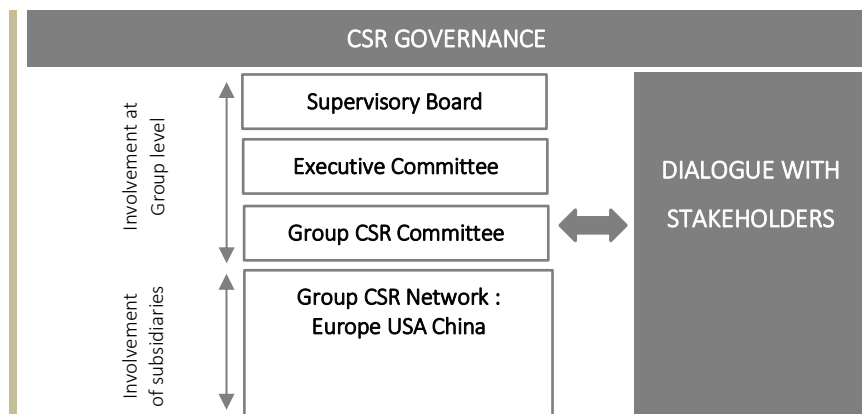 CSR GOVERNANCE
Involvement at
Group level
Supervisory Board
Executive Committee
Group CSR Committee
DIALOGUE WITH
STAKEHOLDERS
Involvement
of subsidiaries
Group CSR Network :
Europe USA China